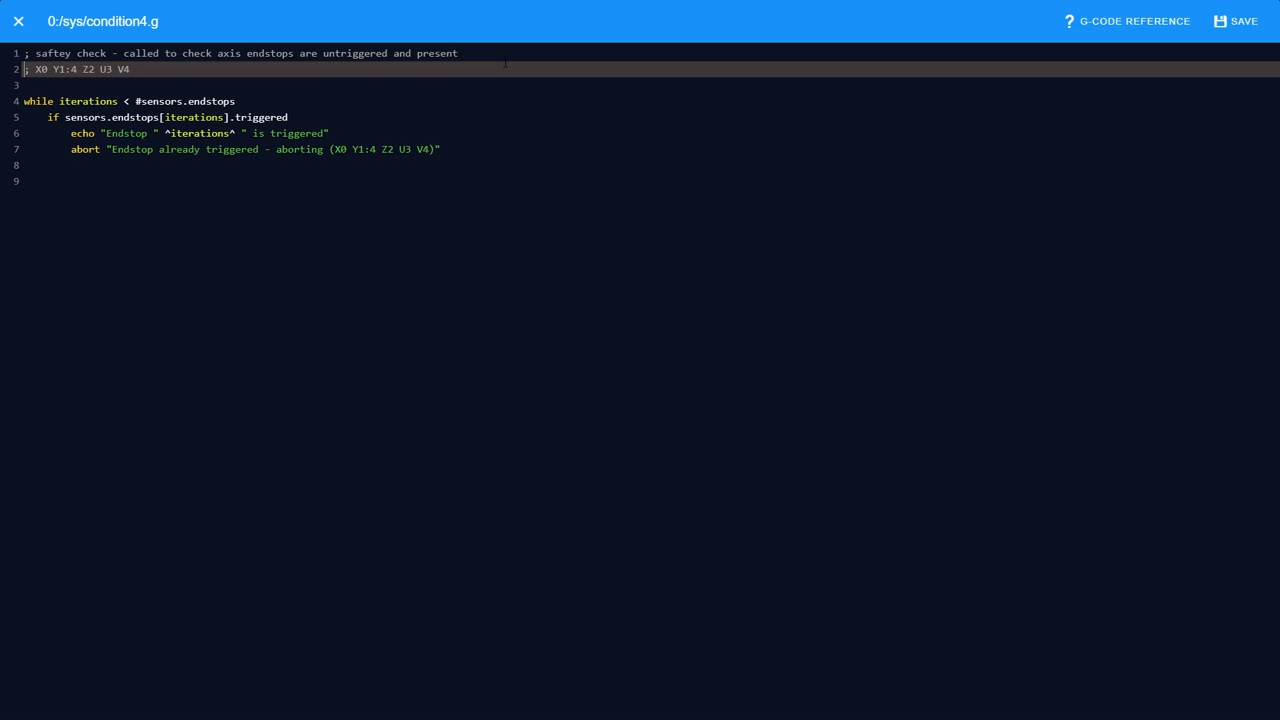 0:/sys/condition4.g
? G-CODE REFERENCE
SAVE
1 ; saftey check - called to check axis endstops are untriggered and present
2 ; X0 Y1:4 Z2 U3 V4
3
4 while iterations < #sensors.endstops
5 if sensors.endstops[iterations].triggered
6 echo "Endstop " ^iterations^ " is triggered"
7 abort "Endstop already triggered - aborting (X0 Y1:4 Z2 U3 V4)"
8
9